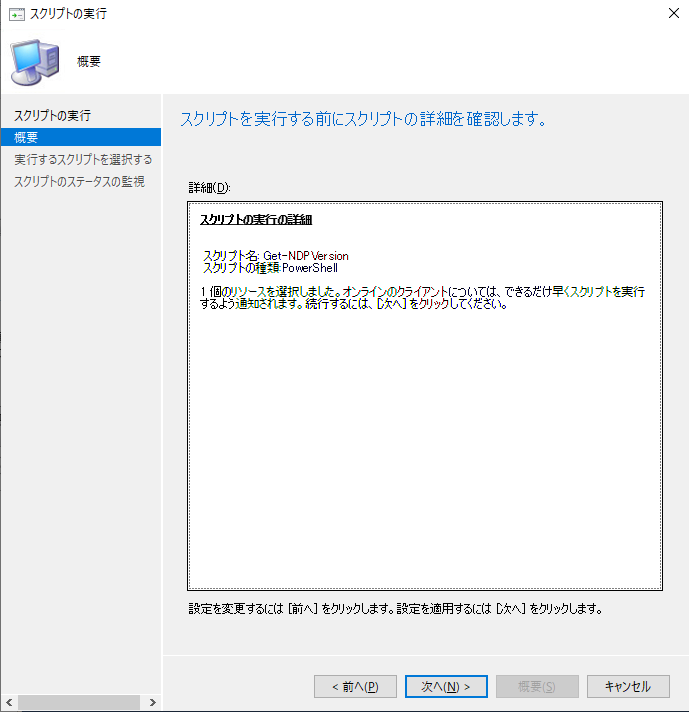 スクリプトの実行
概要
スクリプトの実行
概要
実行するスクリプトを選択する
スクリプトのステータスの監視
スクリプトを実行する前にスクリプトの詳細を確認します。
詳細(D):
スクリプトの実行の詳細
スクリプト名: Get-NDPVersion
スクリプトの種類:PowerShell
1 個のリソースを選択しました。オンラインのクライアントについては、できるだけ早くスクリプトを実行
するよう通知されます。続行するには、[次へ] をクリックしてください。
設定を変更するには [前へ] をクリックします。設定を適用するには [次へ] をクリックします。
< 前へ(P)
次へ(N) >
概要(S)
キャンセル